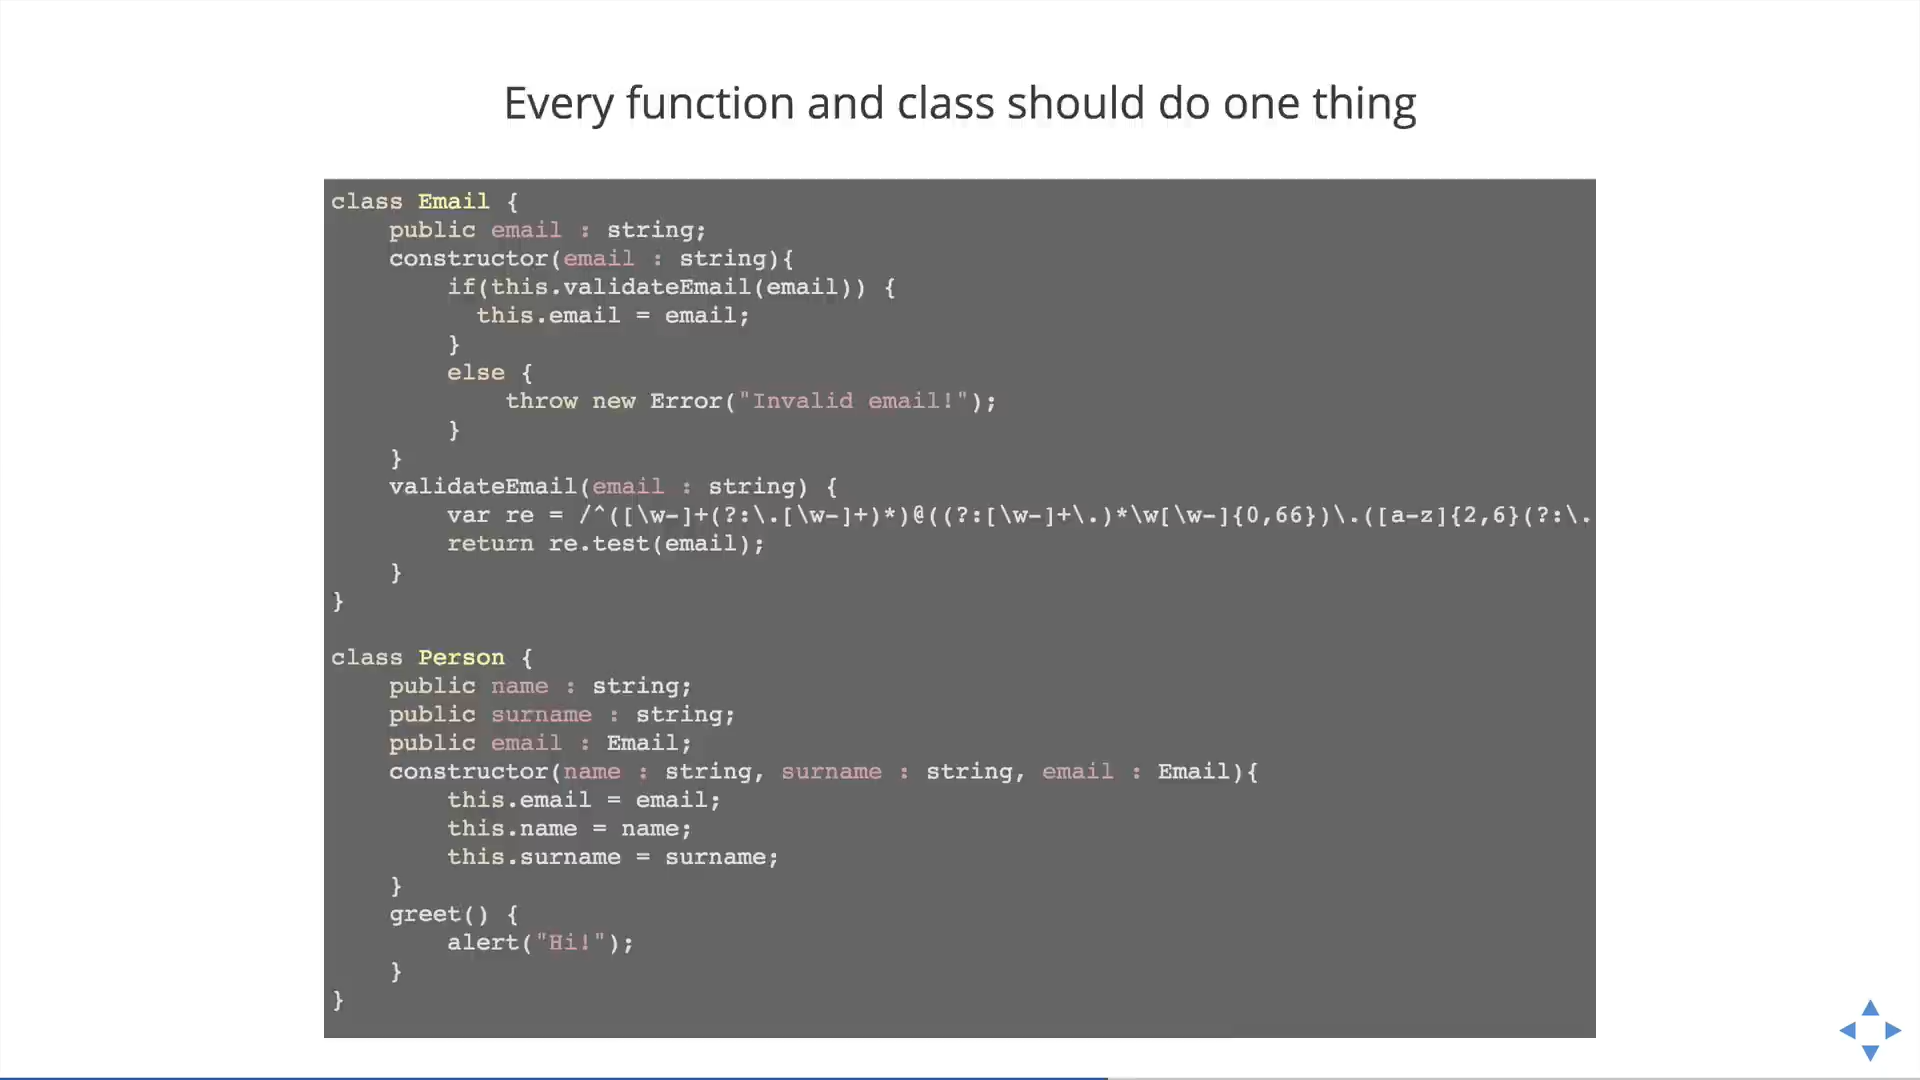 Every function and class should do one thing
class Email {
    public email : string;
    constructor(email : string){
        if(this.validateEmail(email)) {
          this.email = email;
        }
        else {
            throw new Error("Invalid email!");
        }
    }
    validateEmail(email : string) {
        var re = /^([\w-]+(?:\.[\w-]+)*)@((?:[\w-]+\.)*\w[\w-]{0,66})\.([a-z]{2,6}(?:\.
        return re.test(email);
    }
}
class Person {
    public name : string;
    public surname : string;
    public email : Email;
    constructor(name : string, surname : string, email : Email){
        this.email = email;
        this.name = name;
        this.surname = surname;
    }
    greet() {
        alert("Hi!");
    }
}